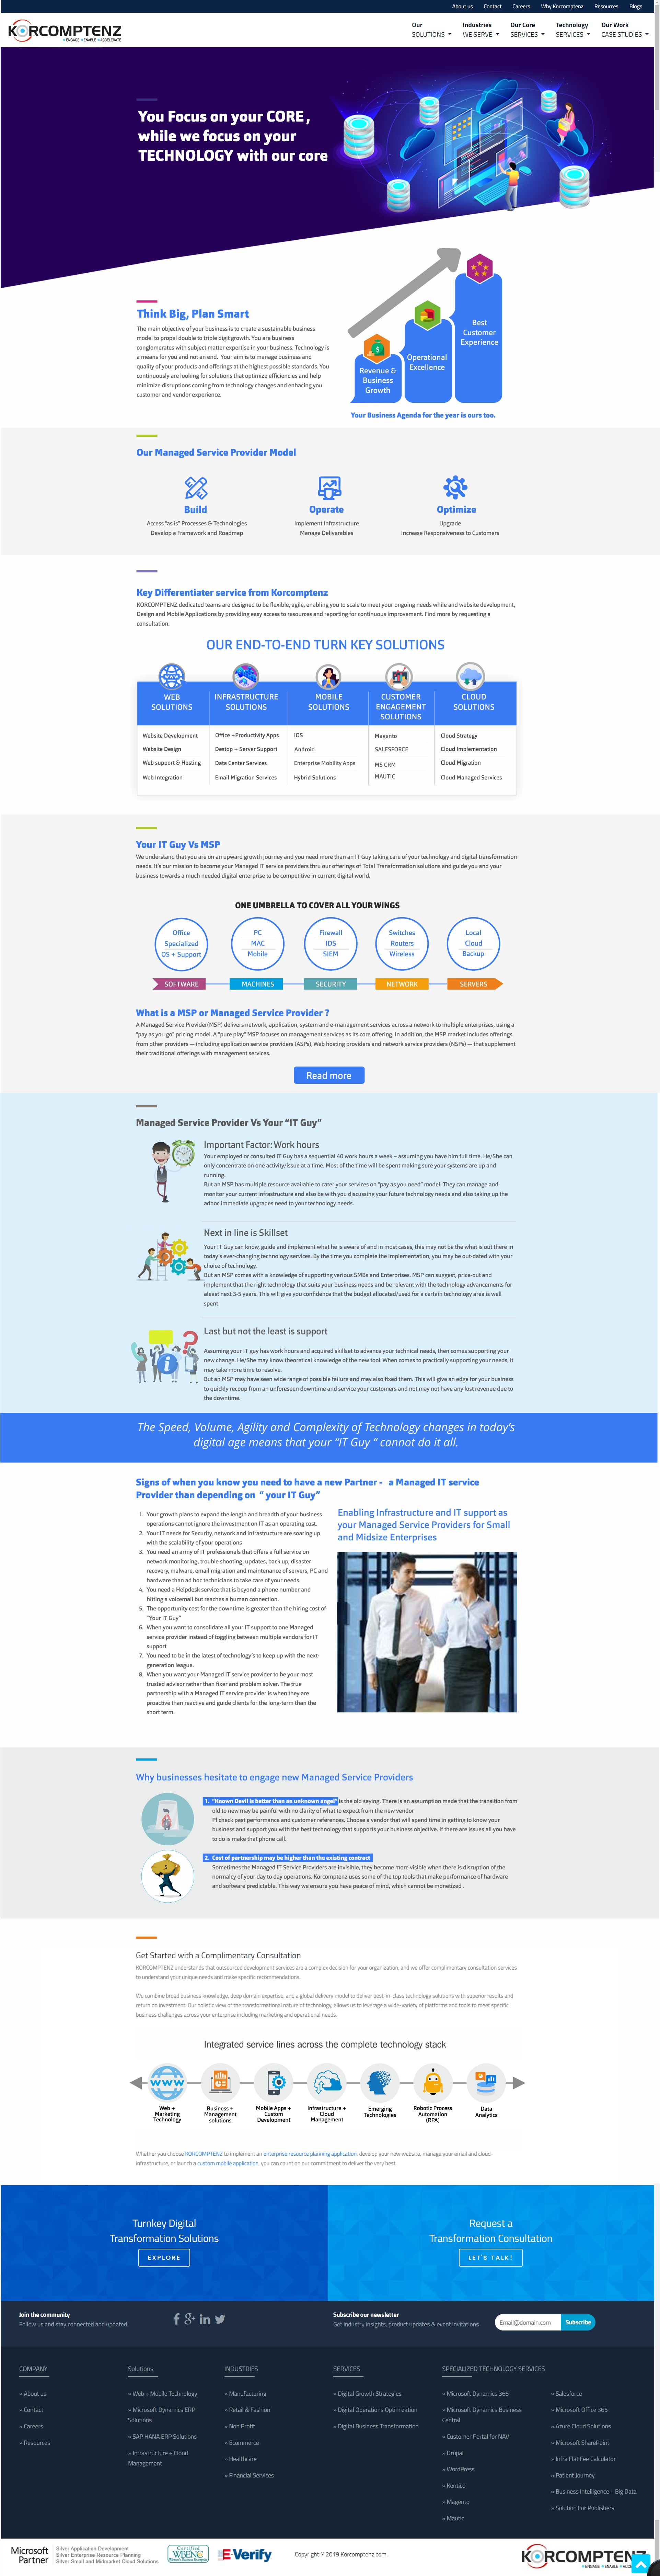 About us Contact Careers Why Korcomptenz Resources Blogs
KORCOMPTENZ
ENGAGE ENABLE ACCELERATE
Our SOLUTIONS
Industries WE SERVE
Our Core SERVICES
Technology SERVICES
Our Work CASE STUDIES
You Focus on your CORE ,
while we focus on your
TECHNOLOGY with our core
Think Big, Plan Smart
The main objective of your business is to create a sustainable business
model to propel double to triple digit growth. You are business
conglomerates with subject matter expertise in your business. Technology is
a means for you and not an end. Your aim is to manage business and
quality of your products and offerings at the highest possible standards. You
continuously are looking for solutions that optimize efficiencies and help
minimize disruptions coming from technology changes and enhacing you
customer and vendor experience.
Revenue &
Business
Growth
Operational
Excellence
Best
Customer
Experience
Your Business Agenda for the year is ours too.
Our Managed Service Provider Model
Build
Access "as is" Processes & Technologies
Develop a Framework and Roadmap
Operate
Implement Infrastructure
Manage Deliverables
Optimize
Upgrade
Increase Responsiveness to Customers
Key Differentiater service from Korcomptenz
KORCOMPTENZ dedicated teams are designed to be flexible, agile, enabling you to scale to meet your ongoing needs while and website development,
Design and Mobile Applications by providing easy access to resources and reporting for continuous improvement. Find more by requesting a
consultation.
OUR END-TO-END TURN KEY SOLUTIONS
WEB
SOLUTIONS
INFRASTRUCTURE
SOLUTIONS
MOBILE
SOLUTIONS
CUSTOMER
ENGAGEMENT
SOLUTIONS
CLOUD
SOLUTIONS
Website Development
Website Design
Web support & Hosting
Web Integration
Office +Productivity Apps
Destop + Server Support
Data Center Services
Email Migration Services
iOS
Android
Enterprise Mobility Apps
Hybrid Solutions
Magento
SALESFORCE
MS CRM
MAUTIC
Cloud Strategy
Cloud Implementation
Cloud Migration
Cloud Managed Services
Your IT Guy Vs MSP
We understand that you are on an upward growth journey and you need more than an IT Guy taking care of your technology and digital transformation
needs. It's our mission to become your Managed IT service providers thru our offerings of Total Transformation solutions and guide you and your
business towards a much needed digital enterprise to be competitive in current digital world.
ONE UMBRELLA TO COVER ALL YOUR WINGS
Office
Specialized
OS + Support
PC
MAC
Mobile
Firewall
IDS
SIEM
Switches
Routers
Wireless
Local
Cloud
Backup
SOFTWARE MACHINES SECURITY NETWORK SERVERS
What is a MSP or Managed Service Provider ?
A Managed Service Provider(MSP) delivers network, application, system and e-management services across a network to multiple enterprises, using a
"pay as you go" pricing model. A "pure play" MSP focuses on management services as its core offering. In addition, the MSP market includes offerings
from other providers — including application service providers (ASPs), Web hosting providers and network service providers (NSPs) — that supplement
their traditional offerings with management services.
Read more
Managed Service Provider Vs Your "IT Guy"
Important Factor: Work hours
Your employed or consulted IT Guy has a sequential 40 work hours a week – assuming you have him full time. He/She can
only concentrate on one activity/issue at a time. Most of the time will be spent making sure your systems are up and
running.
But an MSP has multiple resource available to cater your services on "pay as you need" model. They can manage and
monitor your current infrastructure and also be with you discussing your future technology needs and also taking up the
adhoc immediate upgrades need to your technology needs.
Next in line is Skillset
Your IT Guy can know, guide and implement what he is aware of and in most cases, this may not be the what is out there in
today's ever-changing technology services. By the time you complete the implementation, you may be out-dated with your
choice of technology.
But an MSP comes with a knowledge of supporting various SMBs and Enterprises. MSP can suggest, price-out and
implement the right technology that suits your business needs and be relevant with the technology advancements for
atleast next 3-5 years. This will give you confidence that the budget allocated/used for a certain technology area is well
spent.
Last but not the least is support
Assuming your IT guy has work hours and acquired skillset to advance your technical needs, then comes supporting your
new change. He/She may know theoretical knowledge of the new tool. When comes to practically supporting your needs, it
may take more time to resolve.
But an MSP may have seen wide range of possible failure and may also fixed them. This will give an edge for your business
to quickly recoup from an unforeseen downtime and service your customers and not may not have any lost revenue due to
the downtime.
The Speed, Volume, Agility and Complexity of Technology changes in today's
digital age means that your "IT Guy " cannot do it all.
Signs of when you know you need to have a new Partner - a Managed IT service
Provider than depending on " your IT Guy"
1. Your growth plans to expand the length and breadth of your business
operations cannot ignore the investment on IT as an operating cost.
2. Your IT needs for Security, network and infrastructure are soaring up
with the scalability of your operations
3. You need an army of IT professionals that offers a full service on
network monitoring, trouble shooting, updates, back up, disaster
recovery, malware, email migration and maintenance of servers, PC and
hardware than ad hoc technicians to take care of your needs.
4. You need a Helpdesk service that is beyond a phone number and
hitting a voicemail but reaches a human connection.
5. The opportunity cost for the downtime is greater than the hiring cost of
"Your IT Guy"
6. When you want to consolidate all your IT support to one Managed
service provider instead of toggling between multiple vendors for IT
support
7. You need to be in the latest of technology's to keep up with the next-
generation league.
8. When you want your Managed IT service provider to be your most
trusted advisor rather than fixer and problem solver. The true
partnership with a Managed IT service provider is when they are
proactive than reactive and guide clients for the long-term than the
short term.
Enabling Infrastructure and IT support as
your Managed Service Providers for Small
and Midsize Enterprises
Why businesses hesitate to engage new Managed Service Providers
1. "Known Devil is better than an unknown angel" is the old saying. There is an assumption made that the transition from
old to new may be painful with no clarity of what to expect from the new vendor
Pl check past performance and customer references. Choose a vendor that will spend time in getting to know your
business and support you with the best technology that supports your business objective. If there are issues all you have
to do is make that phone call.
2. Cost of partnership may be higher than the existing contract
Sometimes the Managed IT Service Providers are invisible, they become more visible when there is disruption of the
normalcy of your day to day operations. Korcomptenz uses some of the top tools that make performance of hardware
and software predictable. This way we ensure you have peace of mind, which cannot be monetized .
Get Started with a Complimentary Consultation
KORCOMPTENZ understands that outsourced development services are a complex decision for your organization, and we offer complimentary consultation services
to understand your unique needs and make specific recommendations.
We combine broad business knowledge, deep domain expertise, and a global delivery model to deliver best-in-class technology solutions with superior results and
return on investment. Our holistic view of the transformational nature of technology, allows us to leverage a wide-variety of platforms and tools to meet specific
business challenges across your enterprise including marketing and operational needs.
Integrated service lines across the complete technology stack
WWW
Web +
Marketing
Technology
Business +
Management
solutions
Mobile Apps +
Custom
Development
Infrastructure +
Cloud
Management
Emerging
Technologies
Robotic Process
Automation
(RPA)
Data
Analytics
Whether you choose KORCOMPTENZ to implement an enterprise resource planning application, develop your new website, manage your email and cloud-
infrastructure, or launch a custom mobile application, you can count on our commitment to deliver the very best.
Turnkey Digital
Transformation Solutions
EXPLORE
Request a
Transformation Consultation
LET'S TALK!
Join the community
Follow us and stay connected and updated.
Subscribe our newsletter
Get industry insights, product updates & event invitations
Email@domain.com Subscribe
COMPANY
» About us
» Contact
» Careers
» Resources
Solutions
» Web + Mobile Technology
» Microsoft Dynamics ERP
Solutions
» SAP HANA ERP Solutions
» Infrastructure + Cloud
Management
INDUSTRIES
» Manufacturing
» Retail & Fashion
» Non Profit
» Ecommerce
» Healthcare
» Financial Services
SERVICES
» Digital Growth Strategies
» Digital Operations Optimization
» Digital Business Transformation
SPECIALIZED TECHNOLOGY SERVICES
» Microsoft Dynamics 365
» Microsoft Dynamics Business
Central
» Customer Portal for NAV
» Drupal
» WordPress
» Kentico
» Magento
» Mautic
» Salesforce
» Microsoft Office 365
» Azure Cloud Solutions
» Microsoft SharePoint
» Infra Flat Fee Calculator
» Patient Journey
» Business Intelligence + Big Data
» Solution For Publishers
Microsoft
Partner
Silver Application Development
Silver Enterprise Resource Planning
Silver Small and Midmarket Cloud Solutions
Certified
WBENC
E-Verify
Copyright © 2019 Korcomptenz.com.
KORCOMPTENZ
ENGAGE ENABLE